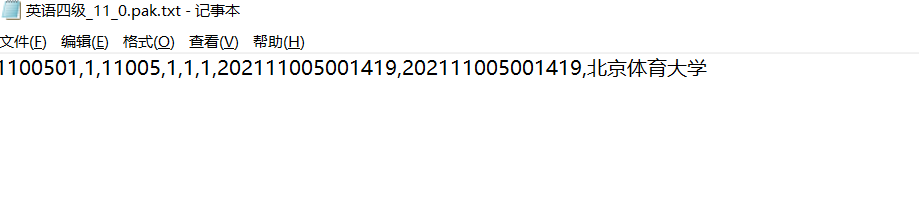 英语四级_11_0.pak.txt - 记事本
文件(F) 编辑(E) 格式(O) 查看(V) 帮助(H)
1100501,1,11005,1,1,1,202111005001419,202111005001419,北京体育大学